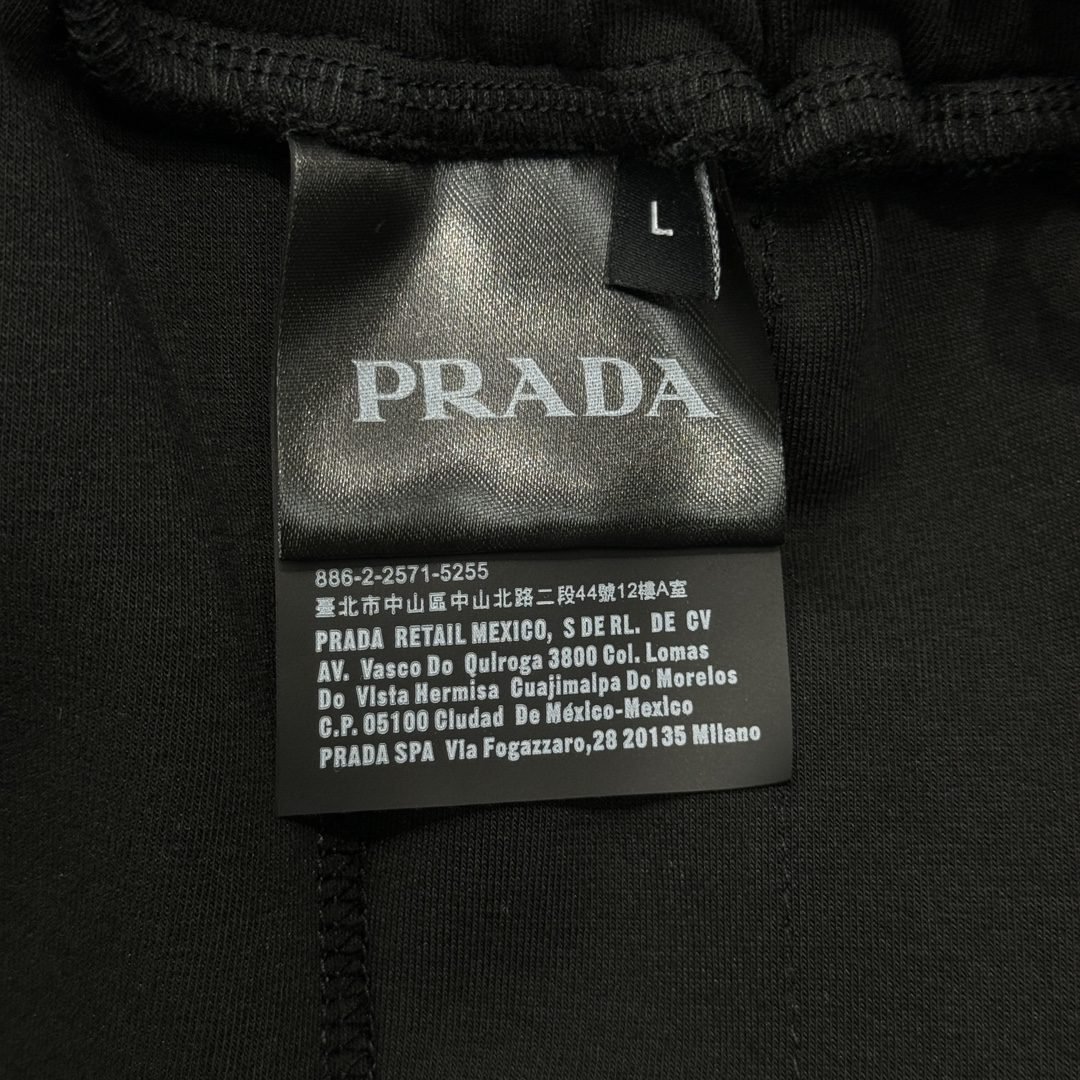 L
PRADA
886-2-2571-5255
臺北市中山區中山北路二段44號12樓A室
PRADA RETAIL MEXICO, S DE RL. DE CV
AV. Vasco Do Quiroga 3800 Col. Lomas
Do Vista Hermisa Cuajimalpa Do Morelos
C.P. 05100 Ciudad De México-Mexico
PRADA SPA Via Fogazzaro,28 20135 Milano